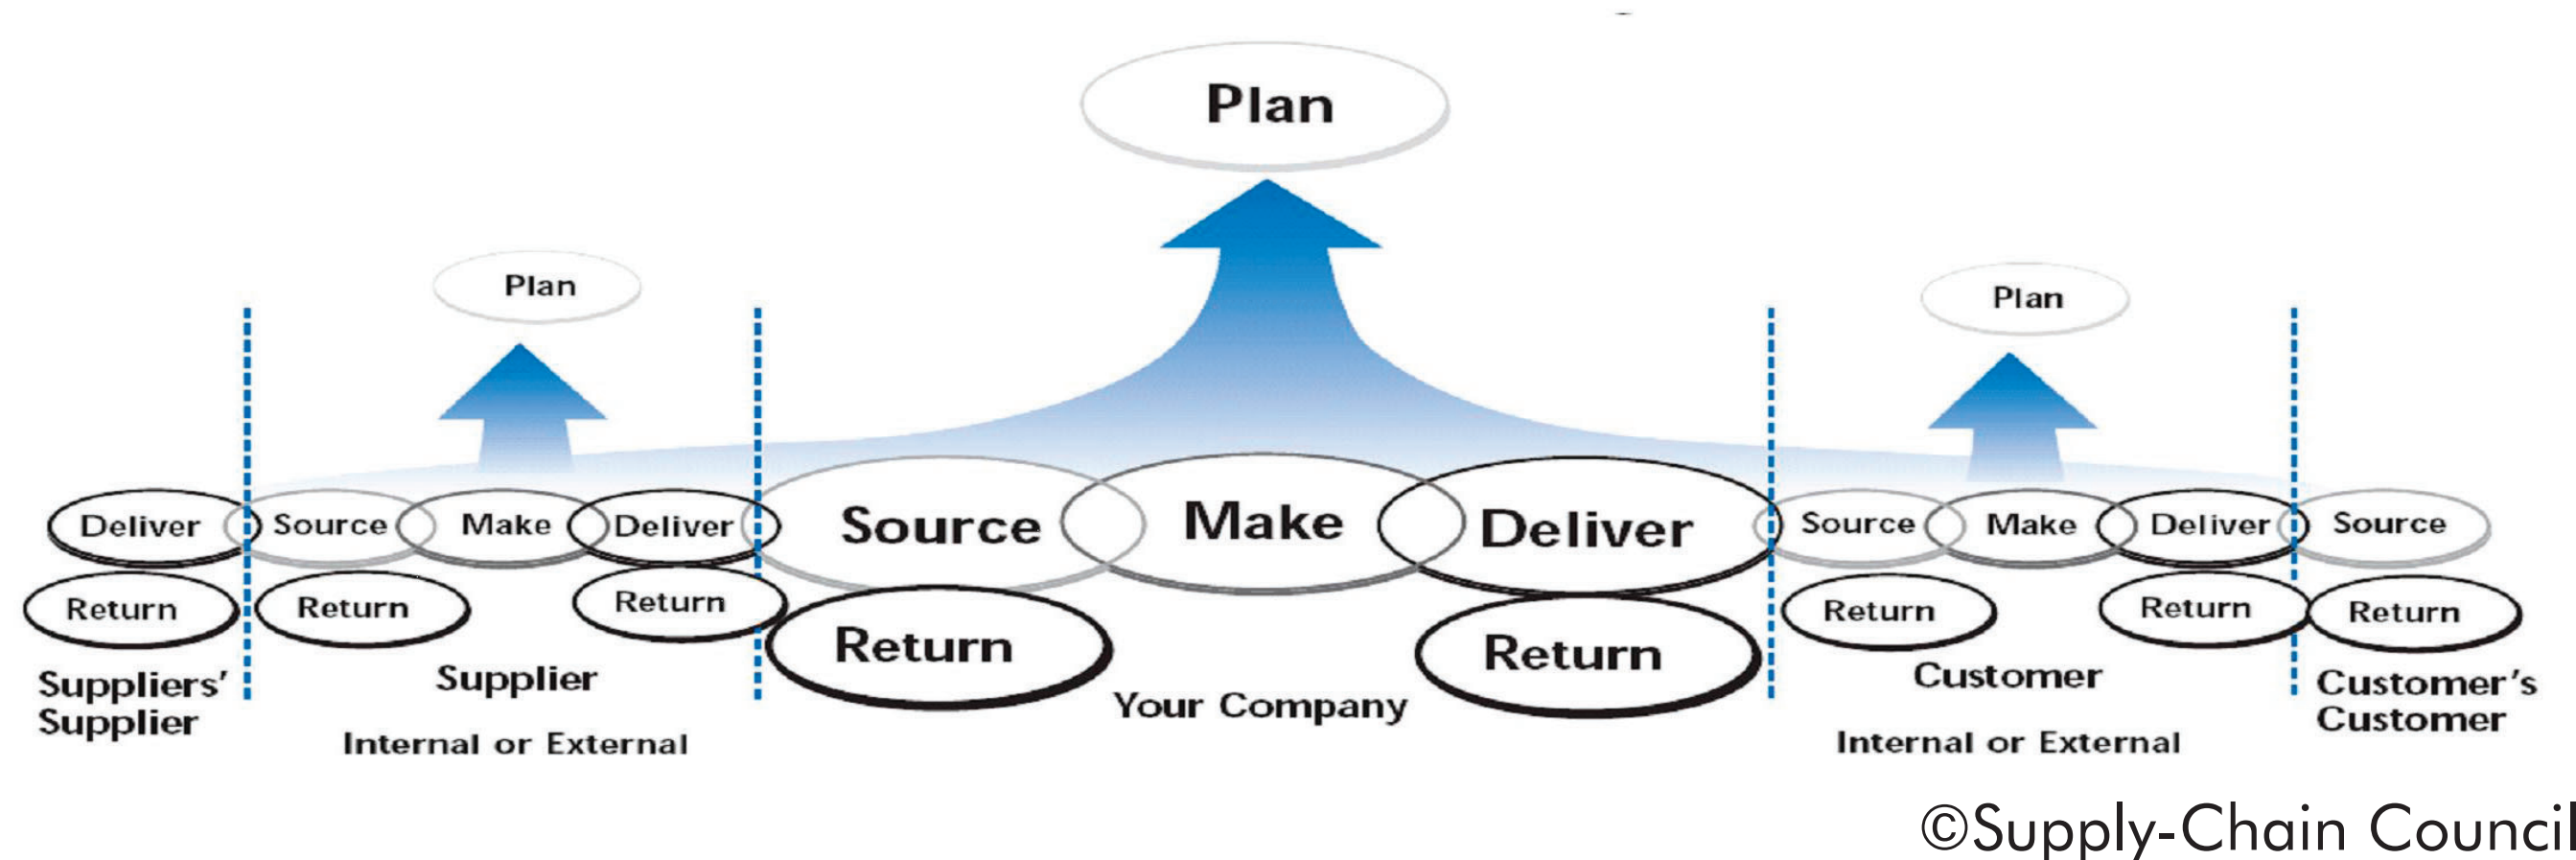 Plan
Plan
Plan
Deliver Source Make Deliver Source Make Deliver Source Make Deliver Source
Return Return Return Return Return Return Return Return
Suppliers’
Supplier
Supplier
Internal or External
Your Company
Customer
Internal or External
Customer’s
Customer
©Supply-Chain Council